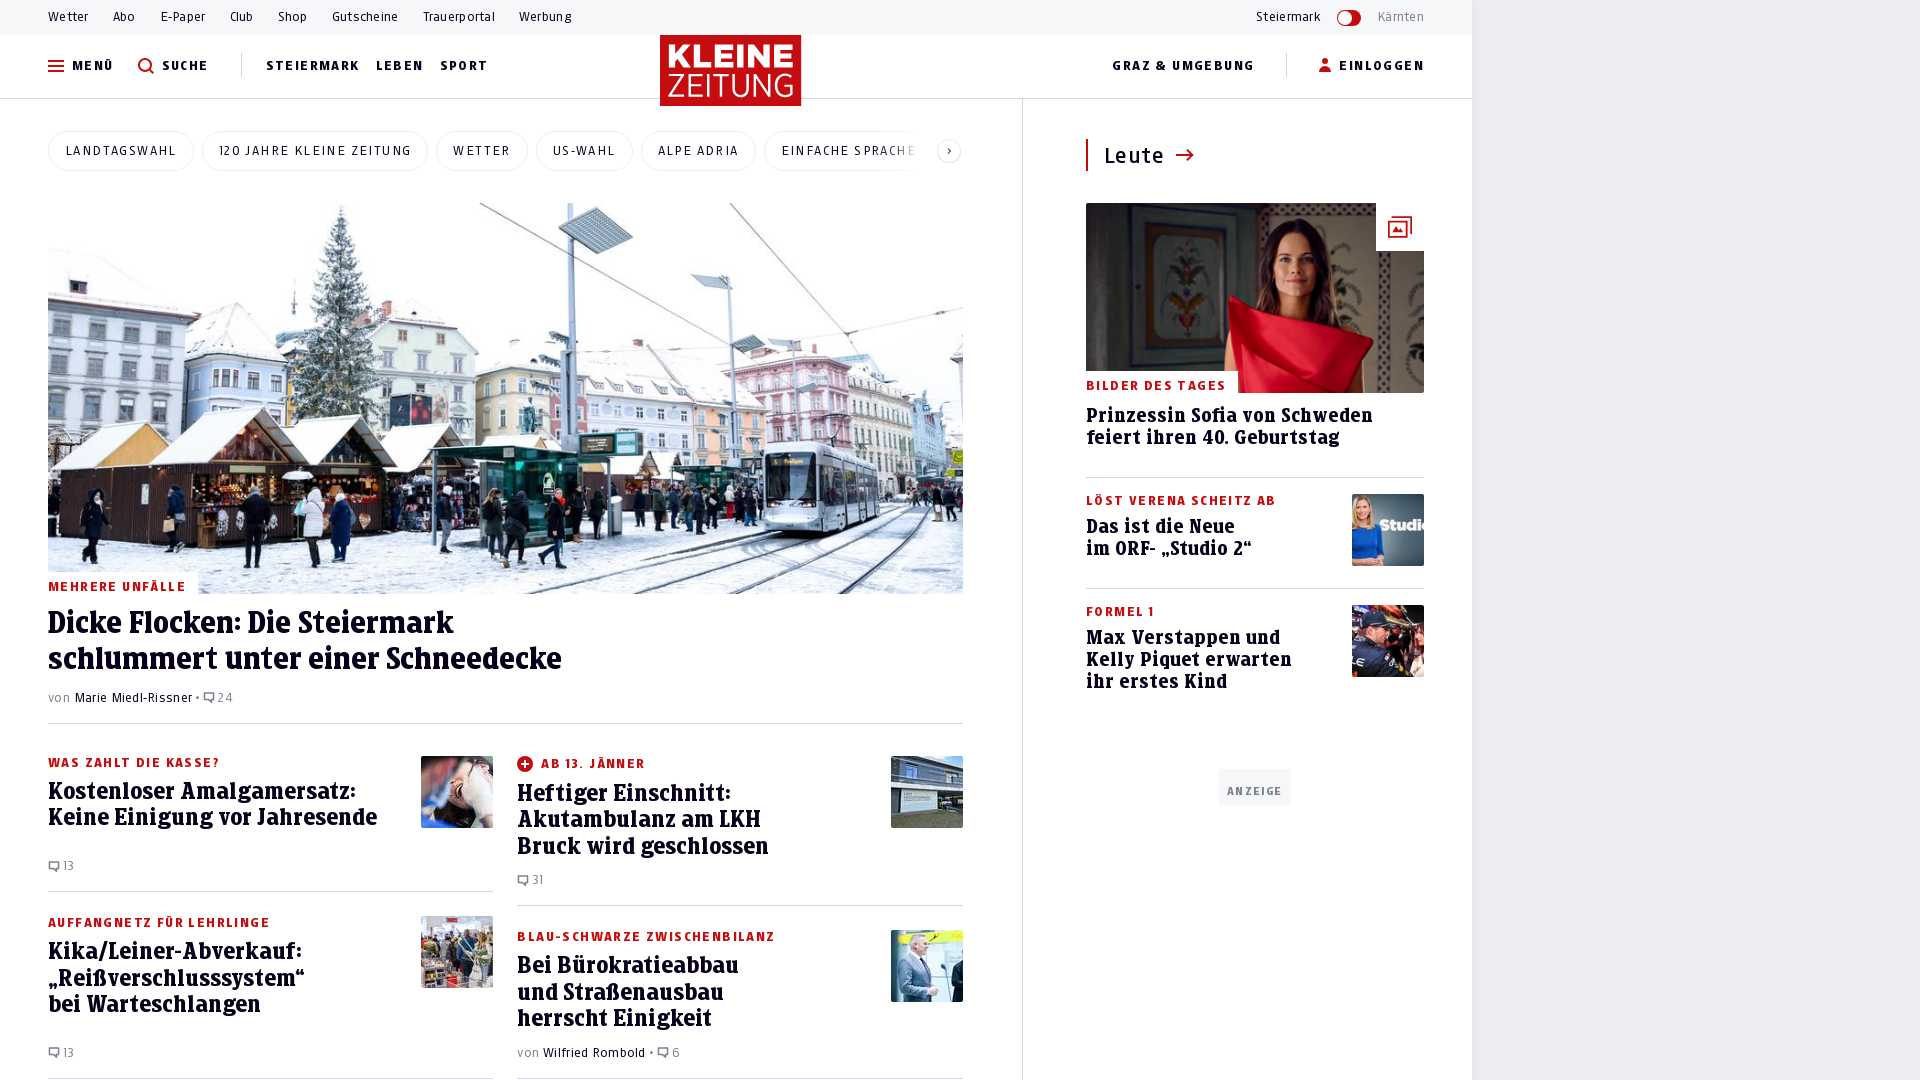 Wetter Abo E-Paper Club Shop Gutscheine Trauerportal Werbung
Steiermark Kärnten
MENÜ SUCHE STEIERMARK LEBEN SPORT
KLEINE
ZEITUNG
GRAZ & UMGEBUNG EINLOGGEN
LANDTAGSWAHL 120 JAHRE KLEINE ZEITUNG WETTER US-WAHL ALPE ADRIA EINFACHE SPRACHE
MEHRERE UNFÄLLE
Dicke Flocken: Die Steiermark
schlummert unter einer Schneedecke
von Marie Miedl-Rissner • 24
WAS ZAHLT DIE KASSE?
Kostenloser Amalgamersatz:
Keine Einigung vor Jahresende
13
AUFFANGNETZ FÜR LEHRLINGE
Kika/Leiner-Abverkauf:
„Reißverschlusssystem“
bei Warteschlangen
13
AB 13. JÄNNER
Heftiger Einschnitt:
Akutambulanz am LKH
Bruck wird geschlossen
31
BLAU-SCHWARZE ZWISCHENBILANZ
Bei Bürokratieabbau
und Straßenausbau
herrscht Einigkeit
von Wilfried Rombold • 6
Leute
BILDER DES TAGES
Prinzessin Sofia von Schweden
feiert ihren 40. Geburtstag
LÖST VERENA SCHEITZ AB
Das ist die Neue
im ORF- „Studio 2“
Studio
FORMEL 1
Max Verstappen und
Kelly Piquet erwarten
ihr erstes Kind
ANZEIGE